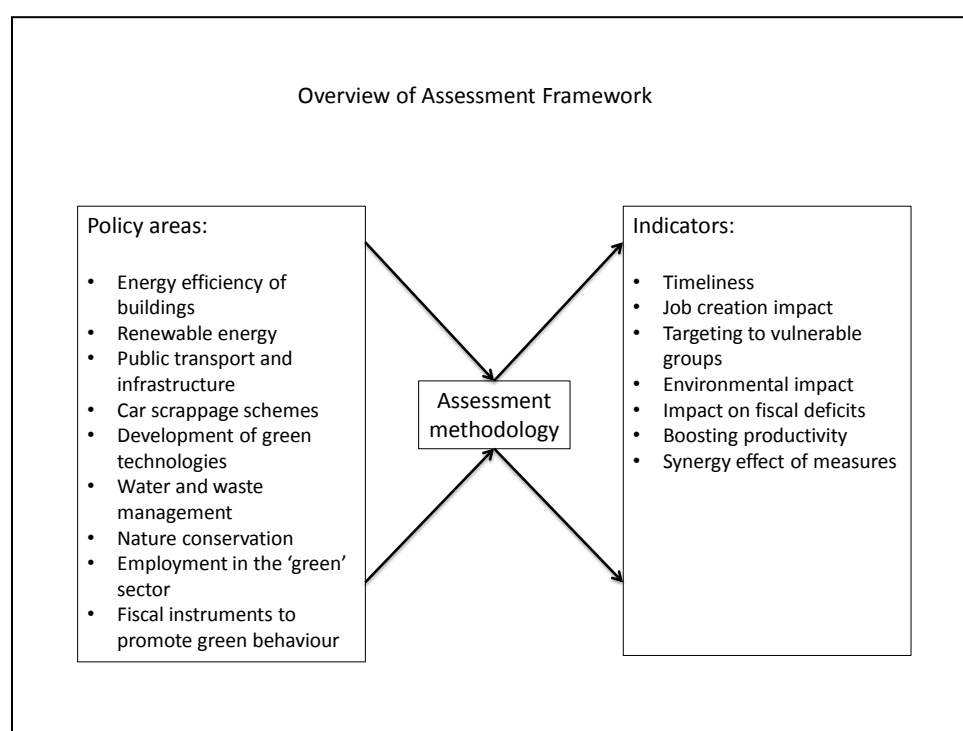 Overview of Assessment Framework
Policy areas:
• Energy efficiency of
buildings
• Renewable energy
• Public transport and
infrastructure
• Car scrappage schemes
• Development of green
technologies
• Water and waste
management
• Nature conservation
• Employment in the ‘green’
sector
• Fiscal instruments to
promote green behaviour
Assessment
methodology
Indicators:
• Timeliness
• Job creation impact
• Targeting to vulnerable
groups
• Environmental impact
• Impact on fiscal deficits
• Boosting productivity
• Synergy effect of measures